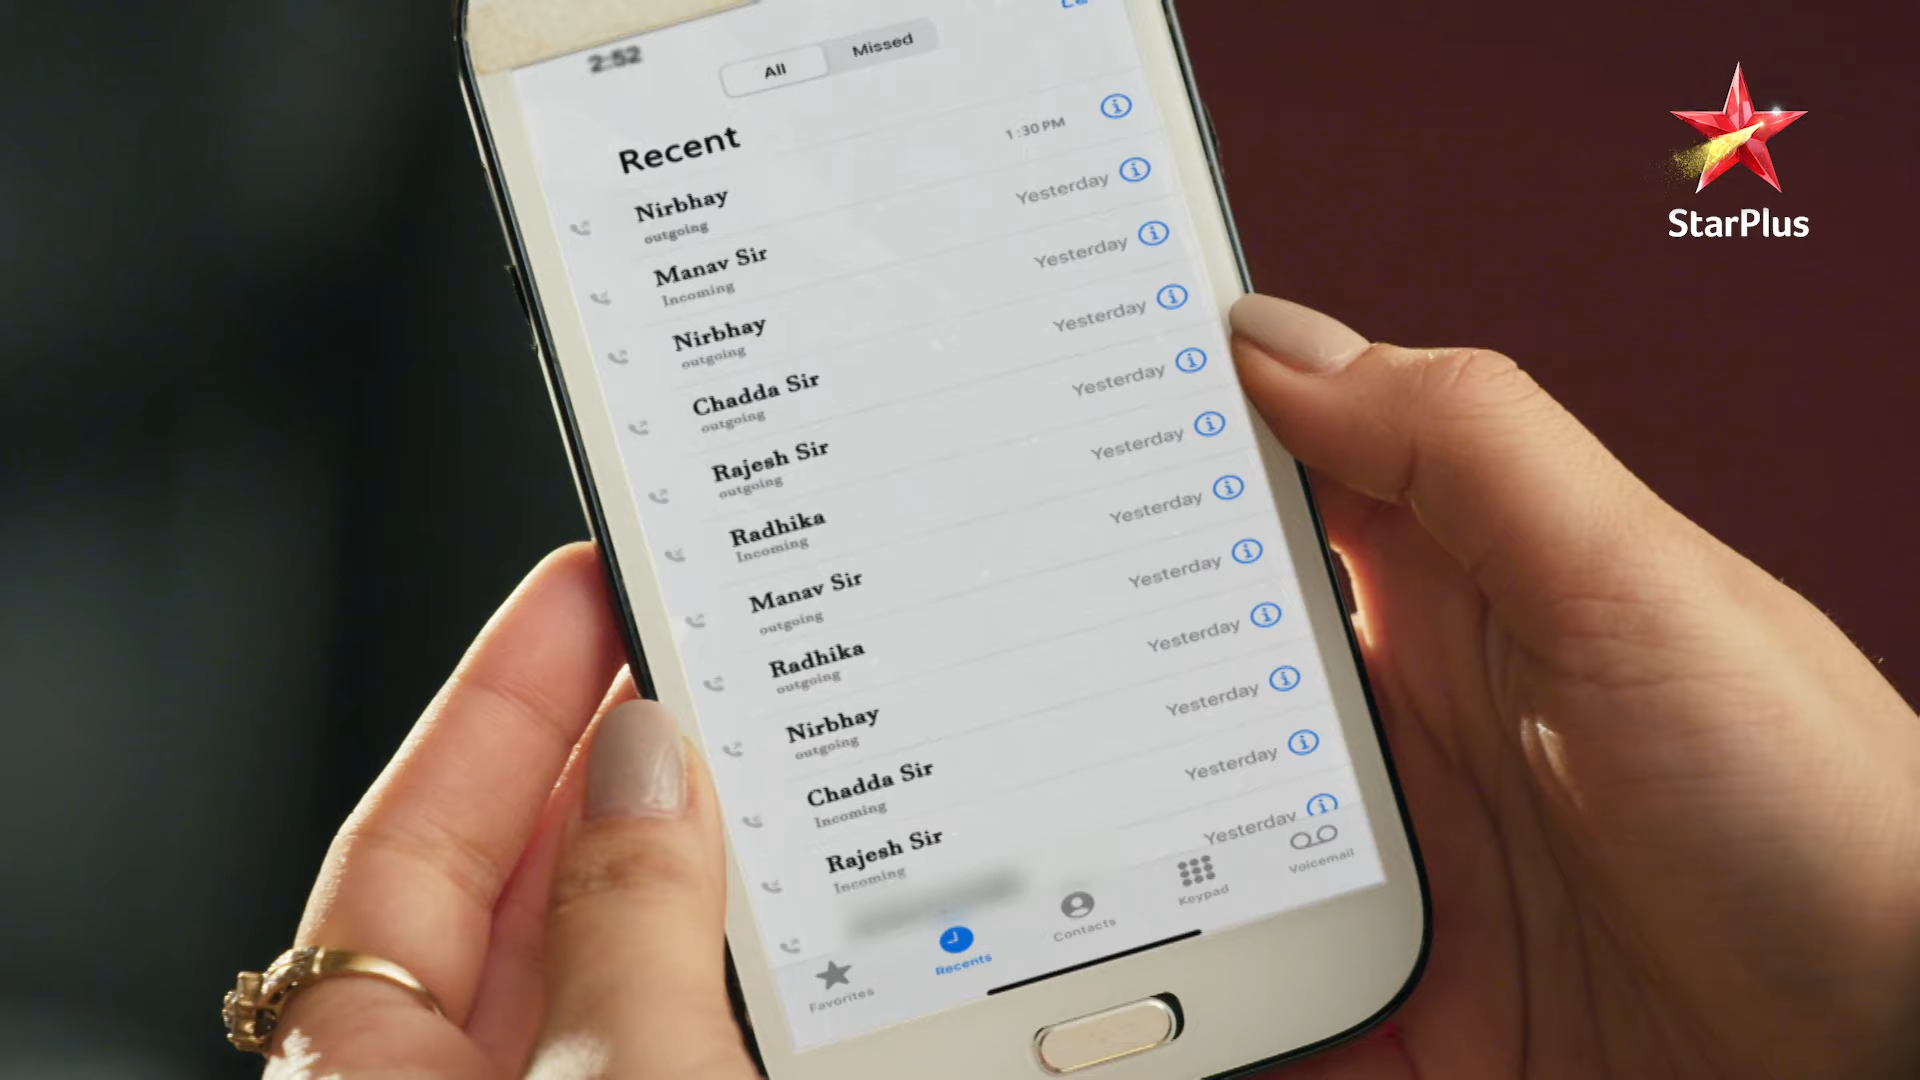 2:52
All Missed
Recent
1:30 PM
Nirbhay
outgoing
Yesterday
Manav Sir
Incoming
Yesterday
Nirbhay
outgoing
Yesterday
Chadda Sir
outgoing
Yesterday
Rajesh Sir
outgoing
Yesterday
Radhika
Incoming
Yesterday
Manav Sir
outgoing
Yesterday
Radhika
outgoing
Yesterday
Nirbhay
outgoing
Yesterday
Chadda Sir
Incoming
Yesterday
Rajesh Sir
Incoming
Yesterday
Favorites
Recents
Contacts
Keypad
Voicemail
StarPlus